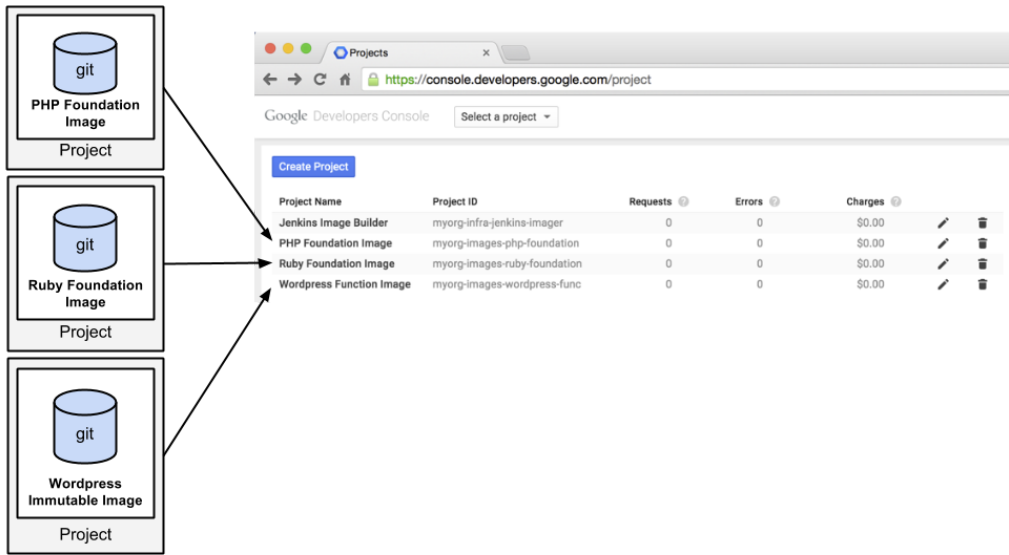 git
PHP Foundation
Image
Project
git
Ruby Foundation
Image
Project
git
Wordpress
Immutable Image
Project
Projects
https://console.developers.google.com/project
Google Developers Console Select a project
Create Project
Project Name Project ID Requests Errors Charges
Jenkins Image Builder myorg-infra-jenkins-imager 0 0 $0.00
PHP Foundation Image myorg-images-php-foundation 0 0 $0.00
Ruby Foundation Image myorg-images-ruby-foundation 0 0 $0.00
Wordpress Function Image myorg-images-wordpress-func 0 0 $0.00